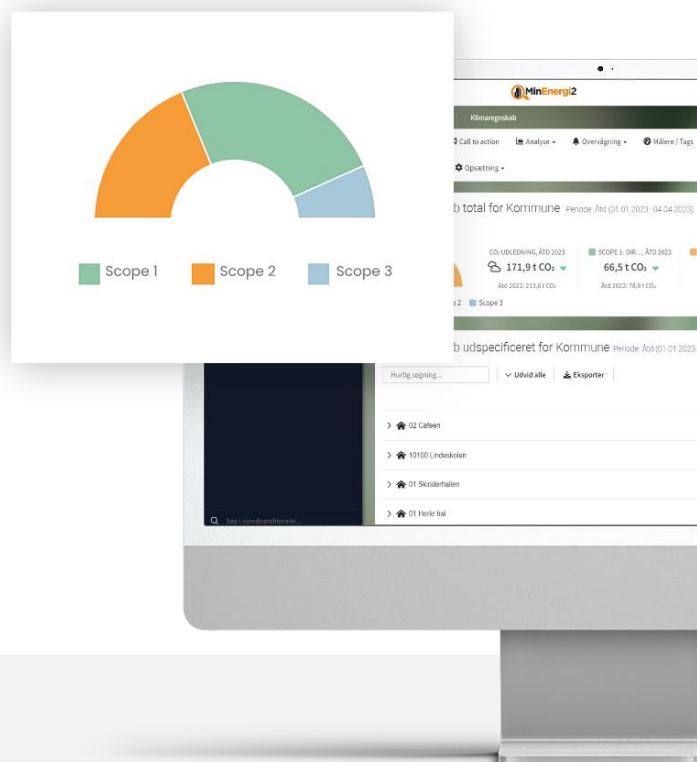 Scope 1
Scope 2
Scope 3
MinEnergi2
Klimaregnskab
Call to action
Analyse
Overvågning
Målere / Tags
Opsætning
b total for Kommune Periode: Åtd (01.01.2023 - 04.04.2023)
CO₂ UDLEDNING, ÅTD 2023
171,9 t CO₂
Åtd 2022: 213,8 t CO₂
SCOPE 1- DIR..., ÅTD 2023
66,5 t CO₂
Åtd 2022: 78,8 t CO₂
e 2
Scope 3
b udspecificeret for Kommune Periode: Åtd (01.01.2023
Hurtig søgning...
Udvid alle
Eksporter
02 Cafeen
10100 Lindeskolen
01 Skinderhallen
01 Herle hal
Søg i ejendomshierarki...